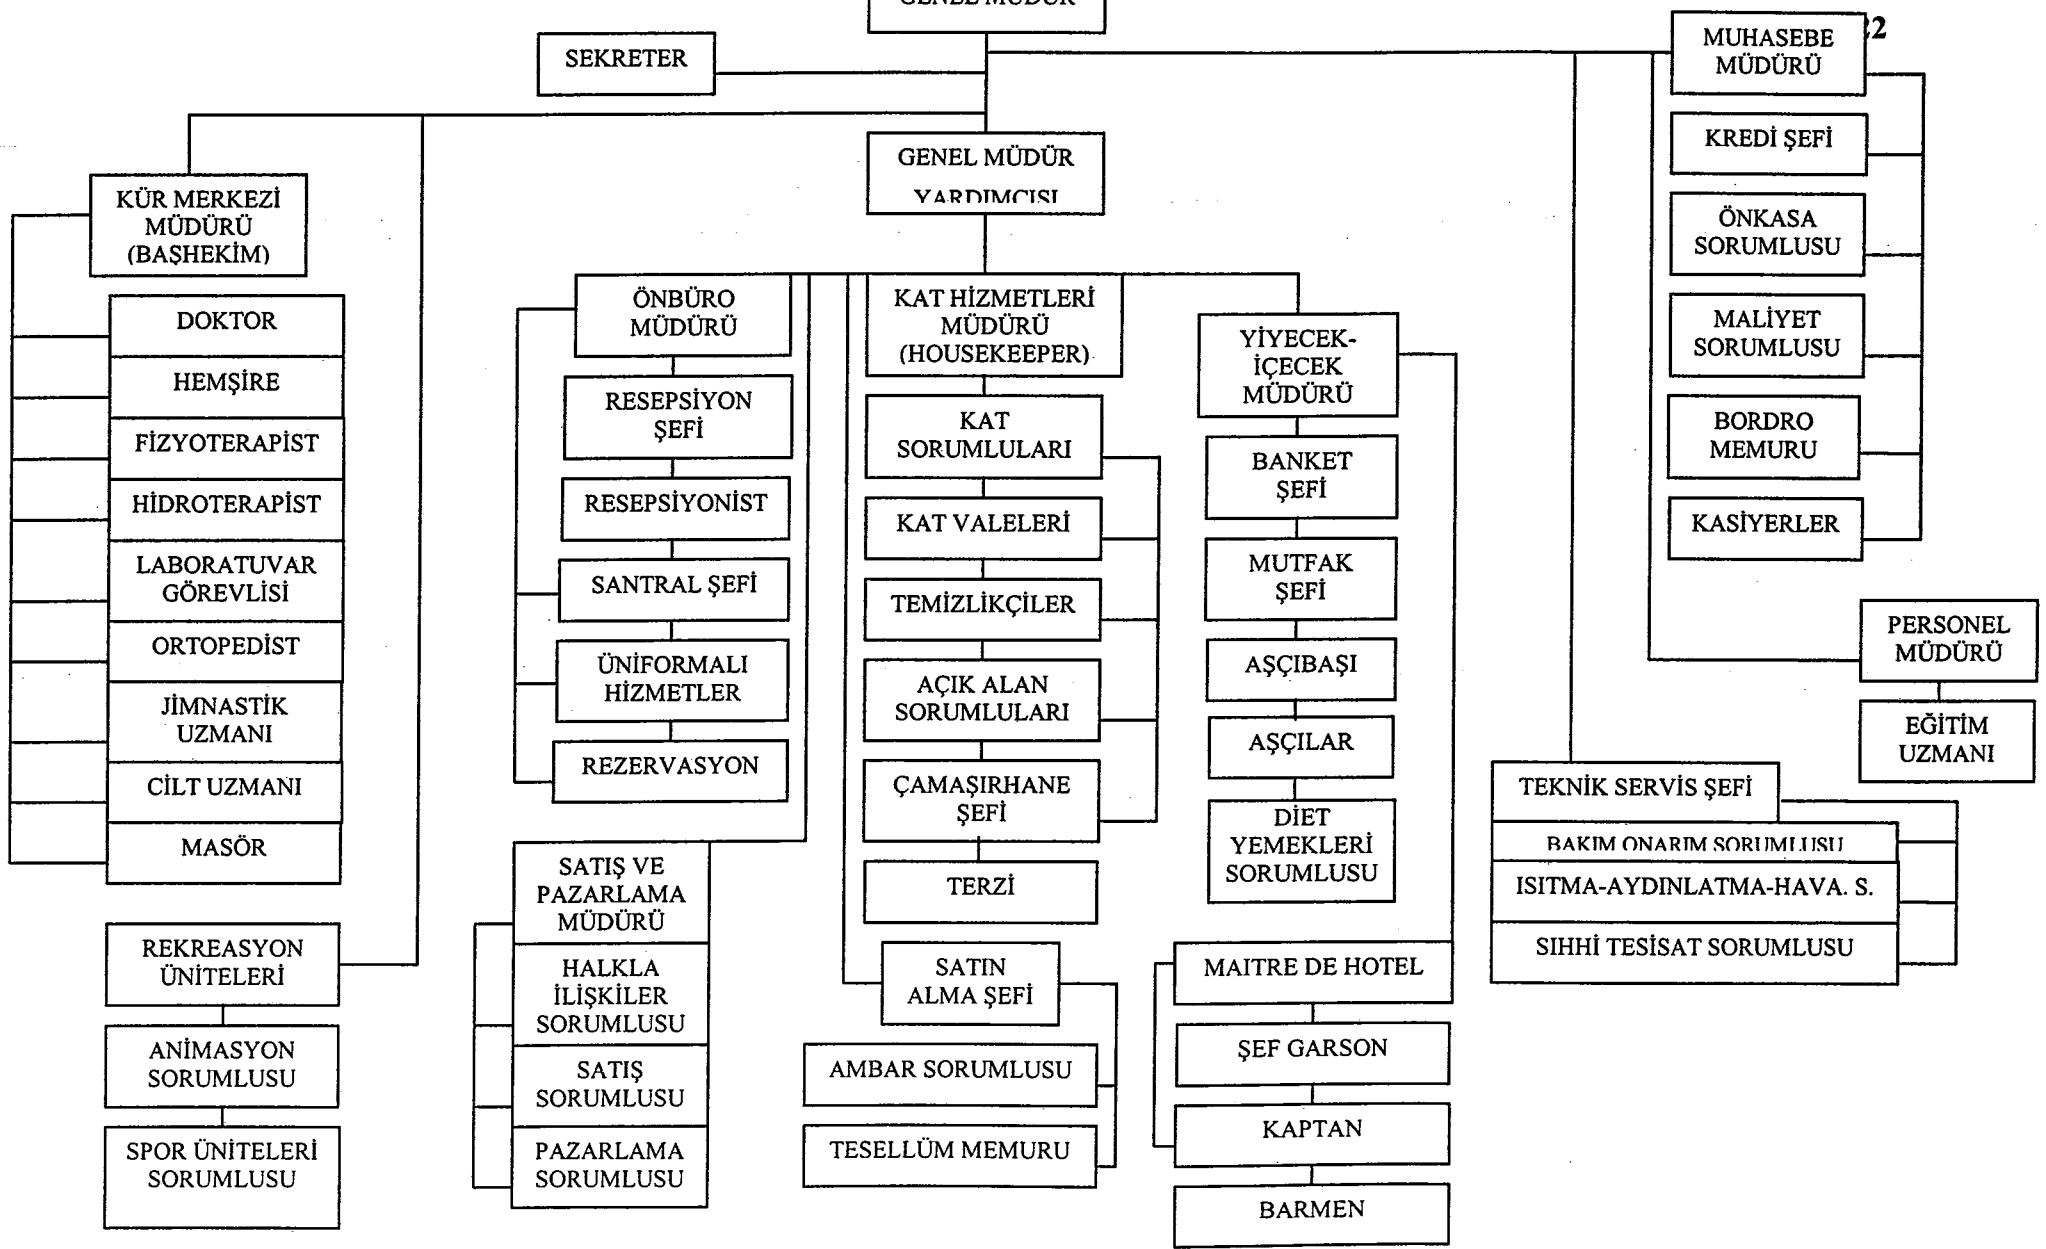 GENEL MÜDÜR
22
SEKRETER
MUHASEBE
MÜDÜRÜ
KREDİ ŞEFİ
ÖNKASA
SORUMLUSU
MALİYET
SORUMLUSU
BORDRO
MEMURU
KASİYERLER
GENEL MÜDÜR
YARDIMCISI
KÜR MERKEZİ
MÜDÜRÜ
(BAŞHEKİM)
DOKTOR
HEMŞİRE
FİZYOTERAPİST
HİDROTERAPİST
LABORATUVAR
GÖREVLİSİ
ORTOPEDİST
JİMNASTİK
UZMANI
CİLT UZMANI
MASÖR
REKREASYON
ÜNİTELERİ
ANİMASYON
SORUMLUSU
SPOR ÜNİTELERİ
SORUMLUSU
ÖNBÜRO
MÜDÜRÜ
RESEPSİYON
ŞEFİ
RESEPSİYONİST
SANTRAL ŞEFİ
ÜNİFORMALI
HİZMETLER
REZERVASYON
SATIŞ VE
PAZARLAMA
MÜDÜRÜ
HALKLA
İLİŞKİLER
SORUMLUSU
SATIŞ
SORUMLUSU
PAZARLAMA
SORUMLUSU
KAT HİZMETLERİ
MÜDÜRÜ
(HOUSEKEEPER)
KAT
SORUMLULARI
KAT VALELERİ
TEMİZLİKÇİLER
AÇIK ALAN
SORUMLULARI
ÇAMAŞIRHANE
ŞEFİ
TERZİ
SATIN
ALMA ŞEFİ
AMBAR SORUMLUSU
TESELLÜM MEMURU
YİYECEK-
İÇECEK
MÜDÜRÜ
BANKET
ŞEFİ
MUTFAK
ŞEFİ
AŞÇIBAŞI
AŞÇILAR
DİET
YEMEKLERİ
SORUMLUSU
MAITRE DE HOTEL
ŞEF GARSON
KAPTAN
BARMEN
PERSONEL
MÜDÜRÜ
EĞİTİM
UZMANI
TEKNİK SERVİS ŞEFİ
BAKIM ONARIM SORUMLUSU
ISITMA-AYDINLATMA-HAVA. S.
SIHHİ TESİSAT SORUMLUSU